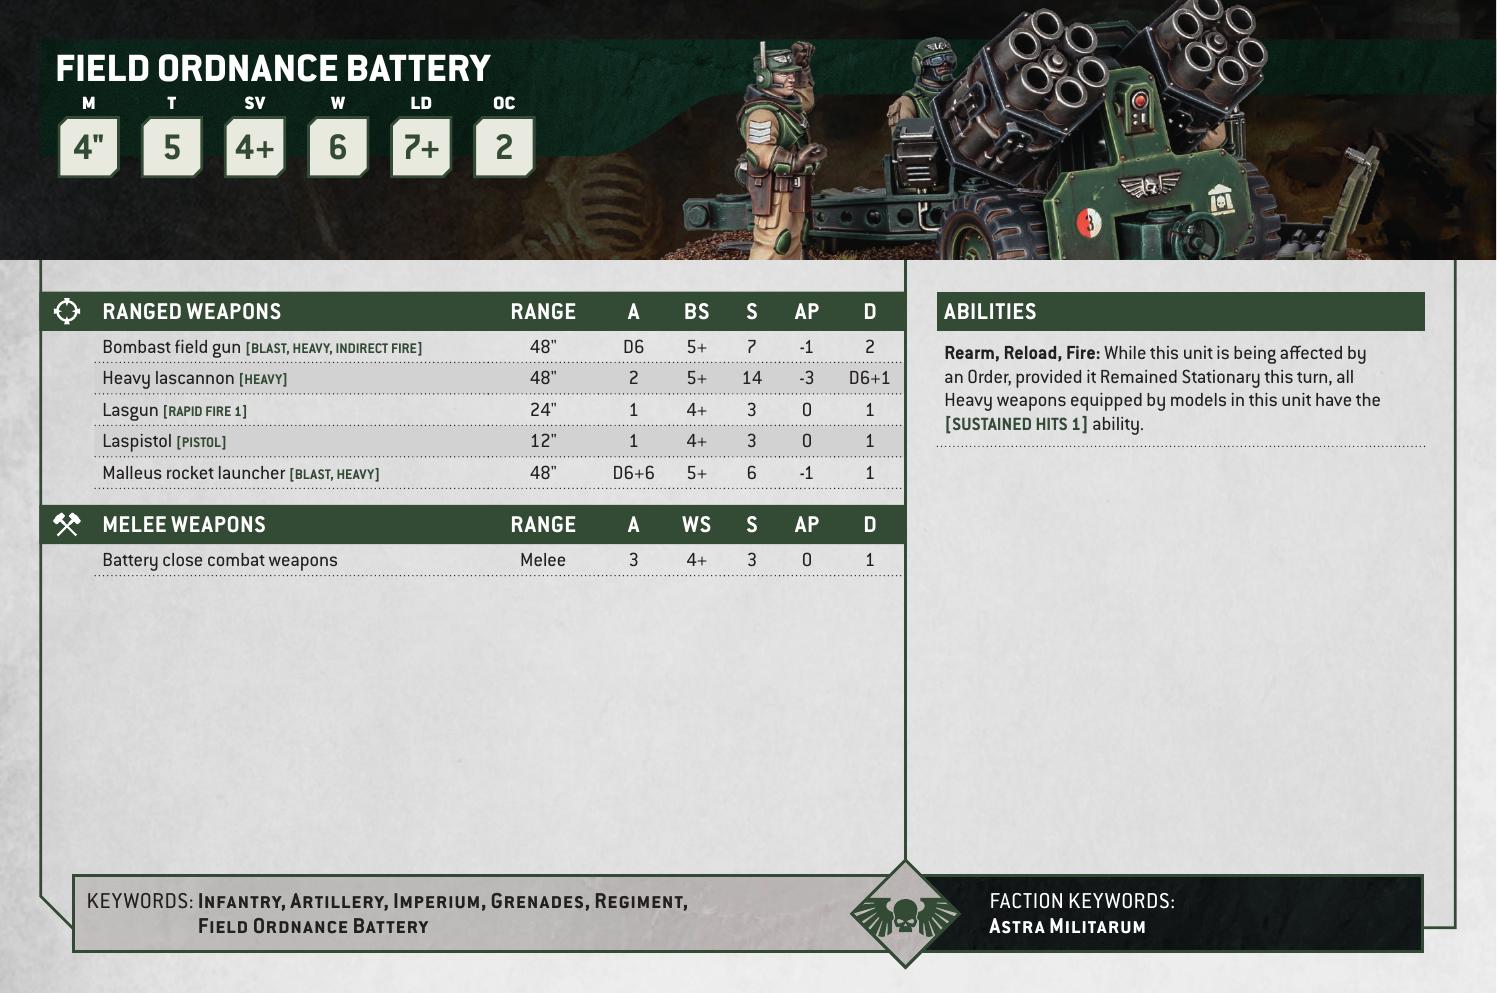 FIELD ORDNANCE BATTERY
M T SV W LD OC
4" 5 4+ 6 7+ 2
3
RANGED WEAPONS RANGE A BS S AP D
Bombast field gun [BLAST, HEAVY, INDIRECT FIRE] 48" D6 5+ 7 -1 2
Heavy lascannon [HEAVY] 48" 2 5+ 14 -3 D6+1
Lasgun [RAPID FIRE 1] 24" 1 4+ 3 0 1
Laspistol [PISTOL] 12" 1 4+ 3 0 1
Malleus rocket launcher [BLAST, HEAVY] 48" D6+6 5+ 6 -1 1
MELEE WEAPONS RANGE A WS S AP D
Battery close combat weapons Melee 3 4+ 3 0 1
ABILITIES
Rearm, Reload, Fire: While this unit is being affected by
an Order, provided it Remained Stationary this turn, all
Heavy weapons equipped by models in this unit have the
[SUSTAINED HITS 1] ability.
KEYWORDS: INFANTRY, ARTILLERY, IMPERIUM, GRENADES, REGIMENT,
FIELD ORDNANCE BATTERY
FACTION KEYWORDS:
ASTRA MILITARUM